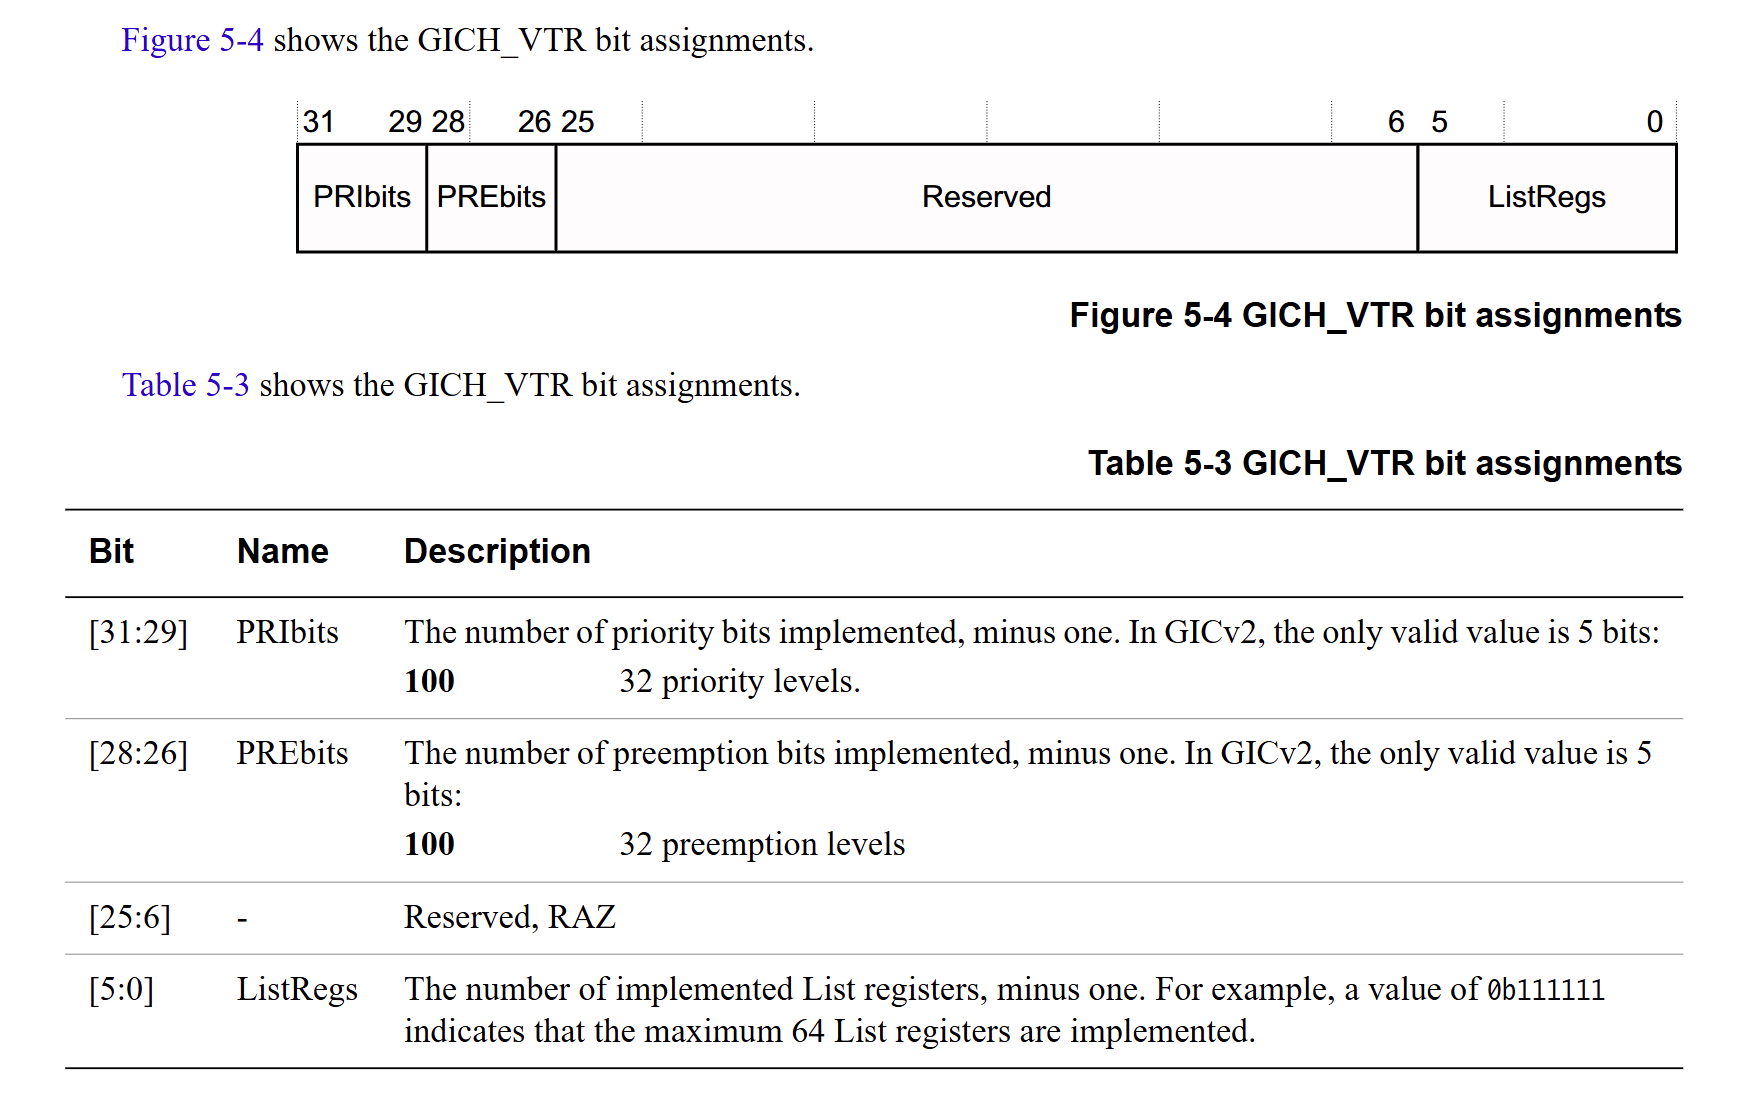 Figure 5-4 shows the GICH_VTR bit assignments.
31 29 28 26 25 6 5 0
PRIbits PREbits Reserved ListRegs
Figure 5-4 GICH_VTR bit assignments
Table 5-3 shows the GICH_VTR bit assignments.
Table 5-3 GICH_VTR bit assignments
Bit Name Description
[31:29] PRIbits The number of priority bits implemented, minus one. In GICv2, the only valid value is 5 bits:
100 32 priority levels.
[28:26] PREbits The number of preemption bits implemented, minus one. In GICv2, the only valid value is 5
bits:
100 32 preemption levels
[25:6] - Reserved, RAZ
[5:0] ListRegs The number of implemented List registers, minus one. For example, a value of 0b111111
indicates that the maximum 64 List registers are implemented.